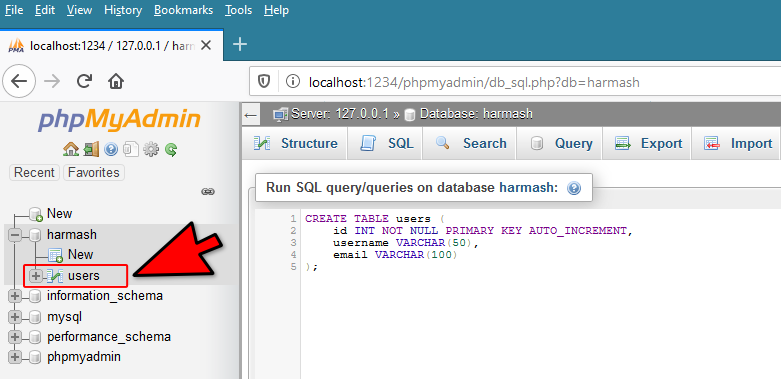 File Edit View History Bookmarks Tools Help
localhost:1234 / 127.0.0.1 / harm
localhost:1234/phpmyadmin/db_sql.php?db=harmash
phpMyAdmin
Recent Favorites
New
harmash
New
users
information_schema
mysql
performance_schema
phpmyadmin
Server: 127.0.0.1 » Database: harmash
Structure SQL Search Query Export Import
Run SQL query/queries on database harmash:
1 CREATE TABLE users (
2 id INT NOT NULL PRIMARY KEY AUTO_INCREMENT,
3 username VARCHAR(50),
4 email VARCHAR(100)
5 );